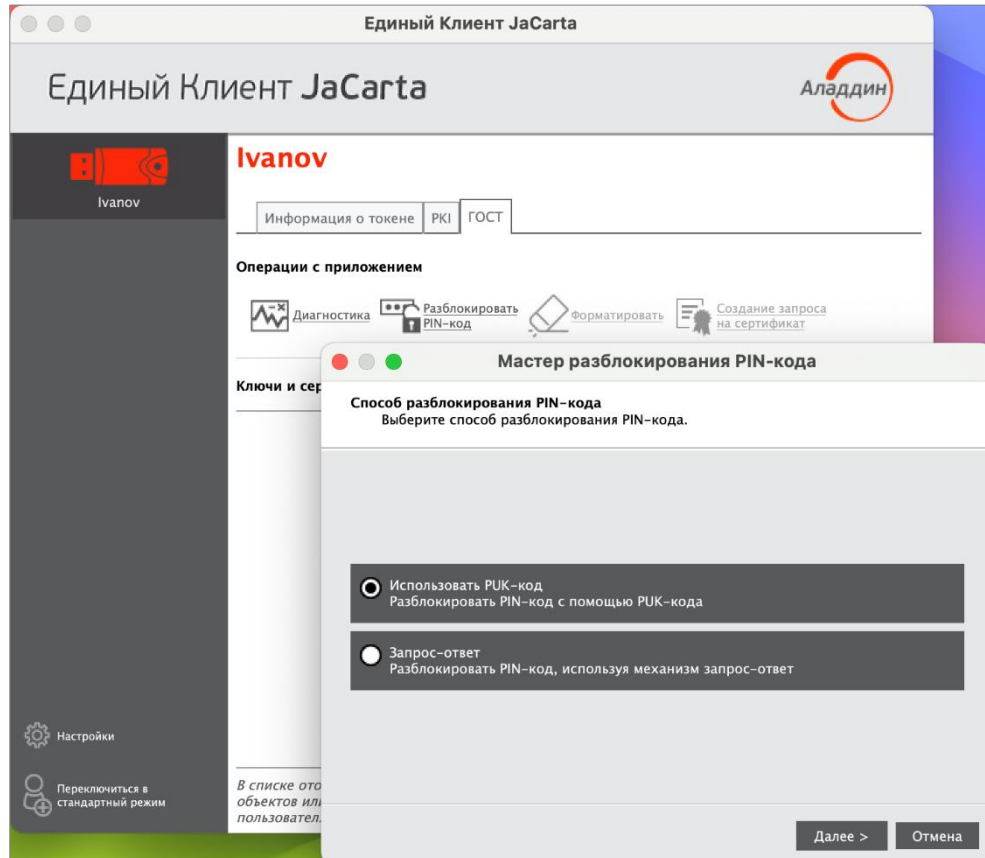 Единый Клиент JaCarta
Единый Клиент JaCarta
Аладдин
Ivanov
Ivanov
Информация о токене PKI ГОСТ
Операции с приложением
Диагностика
Разблокировать
PIN-код
Форматировать
Создание запроса
на сертификат
Ключи и сер
Мастер разблокирования PIN-кода
Способ разблокирования PIN-кода
Выберите способ разблокирования PIN-кода.
Использовать PUK-код
Разблокировать PIN-код с помощью PUK-кода
Запрос-ответ
Разблокировать PIN-код, используя механизм запрос-ответ
Настройки
Переключиться в
стандартный режим
В списке ото
объектов или
пользовател
Далее > Отмена